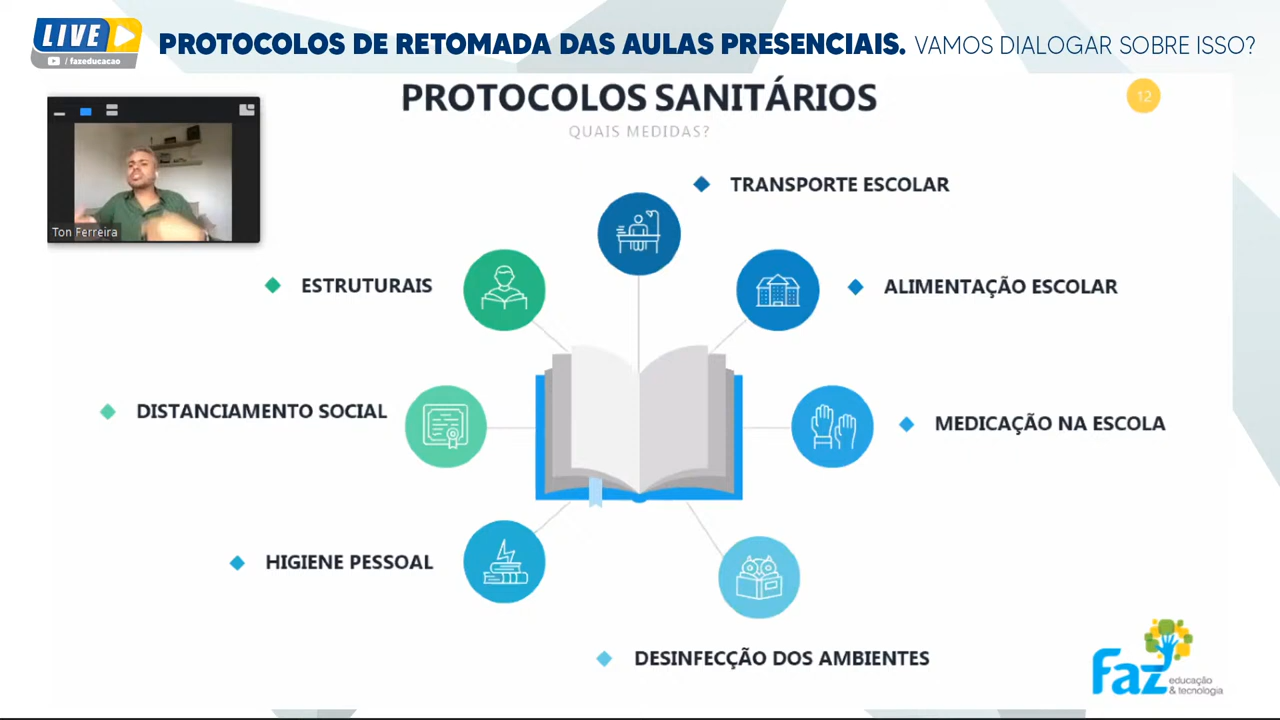 LIVE
/ fazeducacao
PROTOCOLOS DE RETOMADA DAS AULAS PRESENCIAIS. VAMOS DIALOGAR SOBRE ISSO?
PROTOCOLOS SANITÁRIOS
12
QUAIS MEDIDAS?
Ton Ferreira
TRANSPORTE ESCOLAR
ESTRUTURAIS
ALIMENTAÇÃO ESCOLAR
DISTANCIAMENTO SOCIAL
MEDICAÇÃO NA ESCOLA
HIGIENE PESSOAL
DESINFECÇÃO DOS AMBIENTES
Faz
educação
& tecnologia